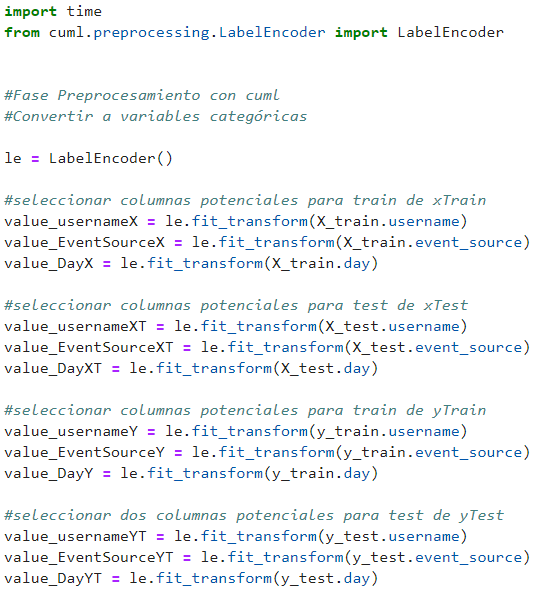 import time
from cuml.preprocessing.LabelEncoder import LabelEncoder
#Fase Preprocesamiento con cuml
#Convertir a variables categóricas
le = LabelEncoder()
#seleccionar columnas potenciales para train de xTrain
value_usernameX = le.fit_transform(X_train.username)
value_EventSourceX = le.fit_transform(X_train.event_source)
value_DayX = le.fit_transform(X_train.day)
#seleccionar columnas potenciales para test de xTest
value_usernameXT = le.fit_transform(X_test.username)
value_EventSourceXT = le.fit_transform(X_test.event_source)
value_DayXT = le.fit_transform(X_test.day)
#seleccionar columnas potenciales para train de yTrain
value_usernameY = le.fit_transform(y_train.username)
value_EventSourceY = le.fit_transform(y_train.event_source)
value_DayY = le.fit_transform(y_train.day)
#seleccionar dos columnas potenciales para test de yTest
value_usernameYT = le.fit_transform(y_test.username)
value_EventSourceYT = le.fit_transform(y_test.event_source)
value_DayYT = le.fit_transform(y_test.day)